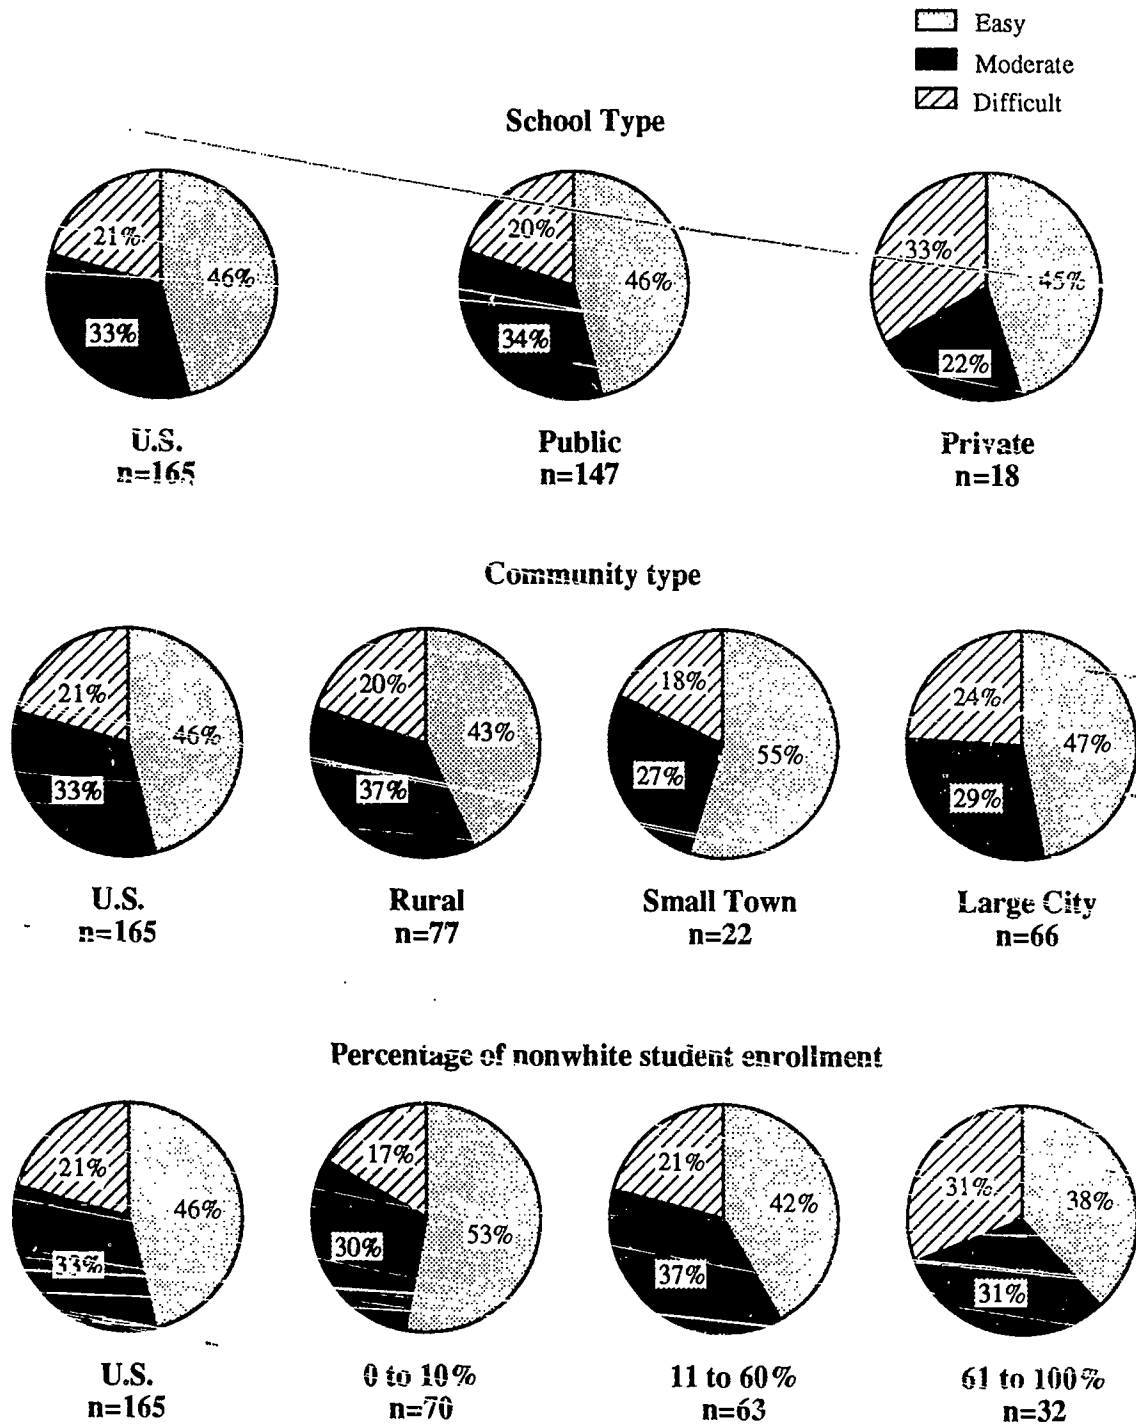 Easy
Moderate
Difficult
School Type
21%
46%
33%
20%
46%
34%
33%
45%
22%
U.S.
n=165
Public
n=147
Private
n=18
Community type
21%
46%
33%
20%
43%
37%
18%
55%
27%
24%
47%
29%
U.S.
n=165
Rural
n=77
Small Town
n=22
Large City
n=66
Percentage of nonwhite student enrollment
21%
46%
33%
17%
53%
30%
21%
42%
37%
31%
38%
31%
U.S.
n=165
0 to 10%
n=70
11 to 60%
n=63
61 to 100%
n=32